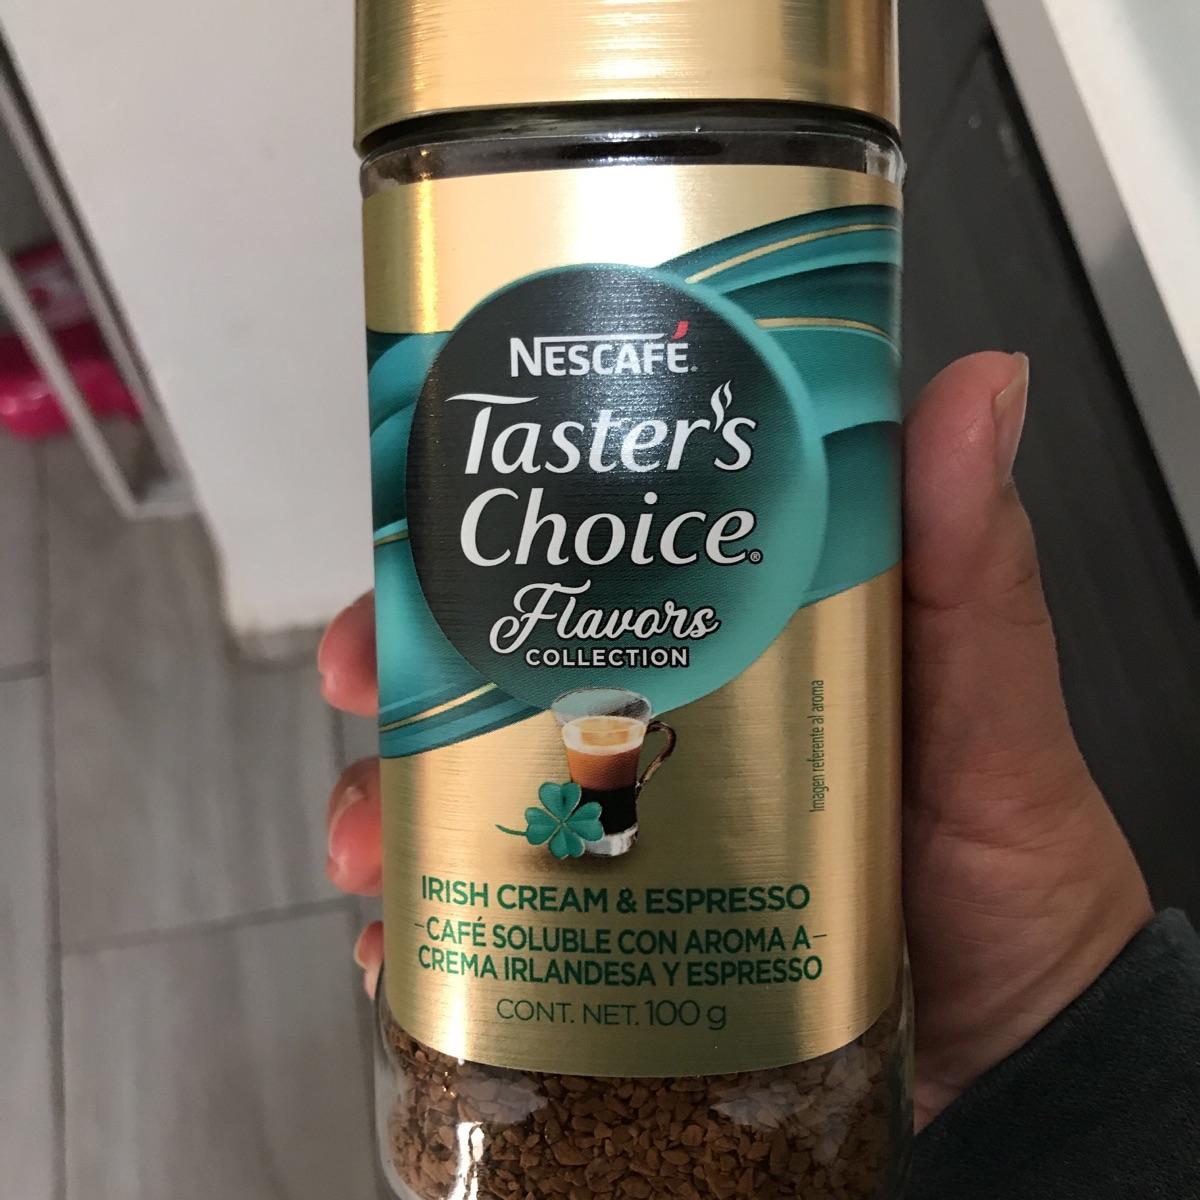 NESCAFÉ®
Taster's
Choice®
Flavors
COLLECTION
Imagen referente al aroma
IRISH CREAM & ESPRESSO
-CAFÉ SOLUBLE CON AROMA A-
CREMA IRLANDESA Y ESPRESSO
CONT. NET. 100 g